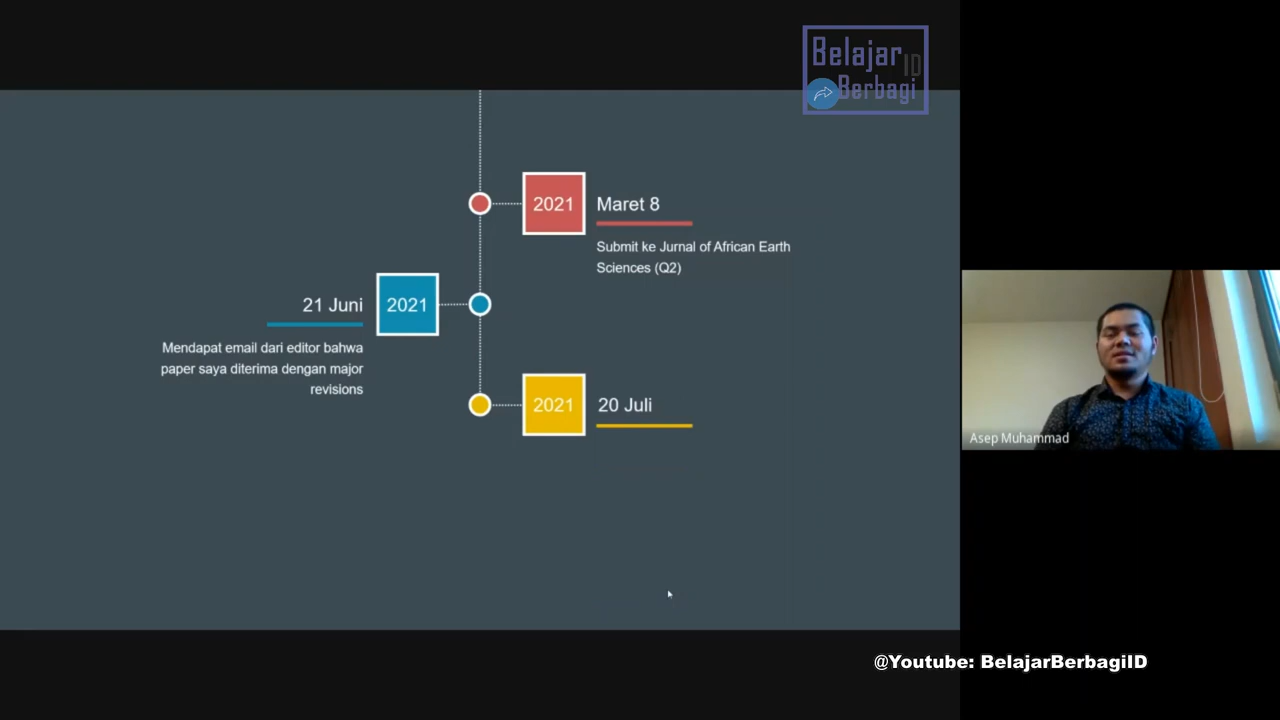 Belajar
ID
Berbagi
2021
Maret 8
Submit ke Jurnal of African Earth
Sciences (Q2)
21 Juni
2021
Mendapat email dari editor bahwa
paper saya diterima dengan major
revisions
2021
20 Juli
Asep Muhammad
@Youtube: BelajarBerbagiID